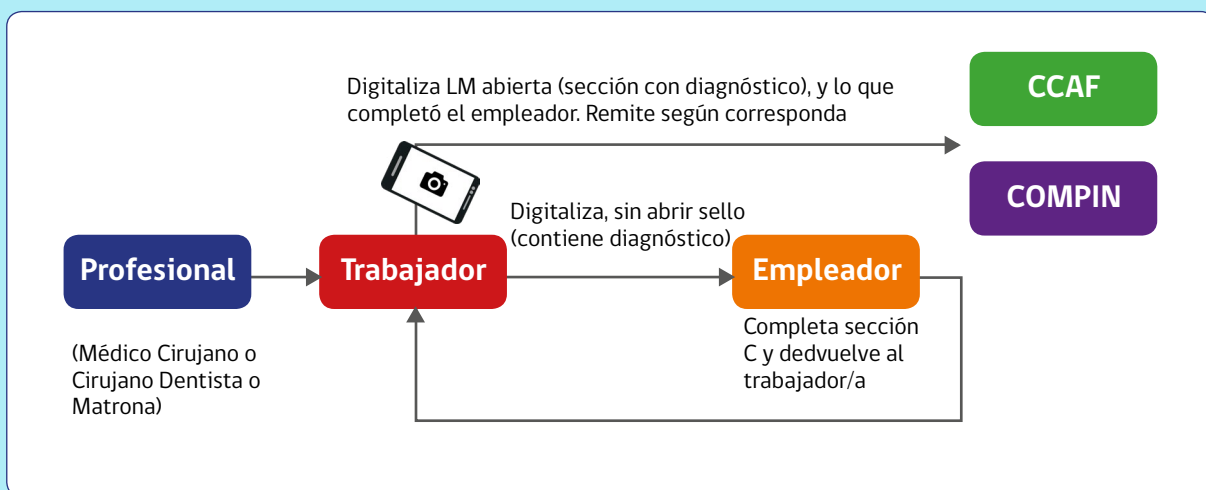 Digitaliza LM abierta (sección con diagnóstico), y lo que
completó el empleador. Remite según corresponda
CCAF
COMPIN
Digitaliza, sin abrir sello
(contiene diagnóstico)
Profesional
Trabajador
Empleador
(Médico Cirujano o
Cirujano Dentista o
Matrona)
Completa sección
C y dedvuelve al
trabajador/a